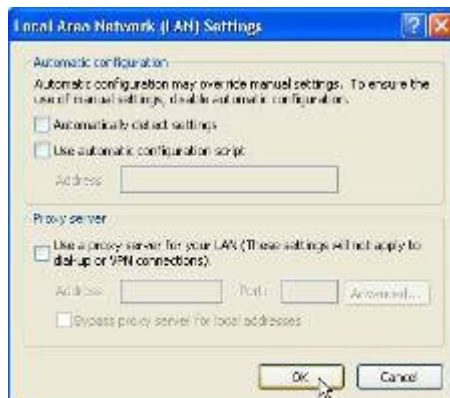 Local Area Network (LAN) Settings
Automatic configuration
Automatic configuration may override manual settings. To ensure the
use of manual settings, disable automatic configuration.
Automatically detect settings
Use automatic configuration script
Address
Proxy server
Use a proxy server for your LAN (These settings will not apply to
dial-up or VPN connections).
Address: Port: Advanced...
Bypass proxy server for local addresses
OK Cancel